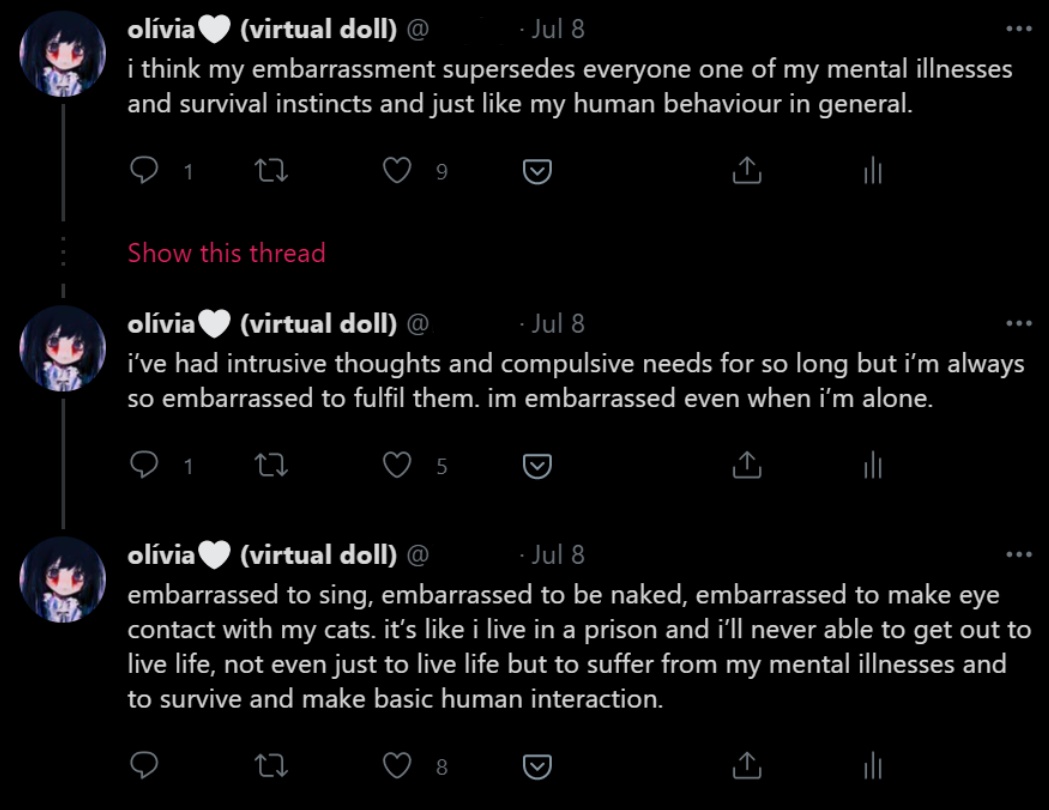 olívia🤍 (virtual doll) @ · Jul 8
i think my embarrassment supersedes everyone one of my mental illnesses
and survival instincts and just like my human behaviour in general.
1 9
Show this thread
olívia🤍 (virtual doll) @ · Jul 8
i've had intrusive thoughts and compulsive needs for so long but i'm always
so embarrassed to fulfil them. im embarrassed even when i'm alone.
1 5
olívia🤍 (virtual doll) @ · Jul 8
embarrassed to sing, embarrassed to be naked, embarrassed to make eye
contact with my cats. it's like i live in a prison and i'll never able to get out to
live life, not even just to live life but to suffer from my mental illnesses and
to survive and make basic human interaction.
8